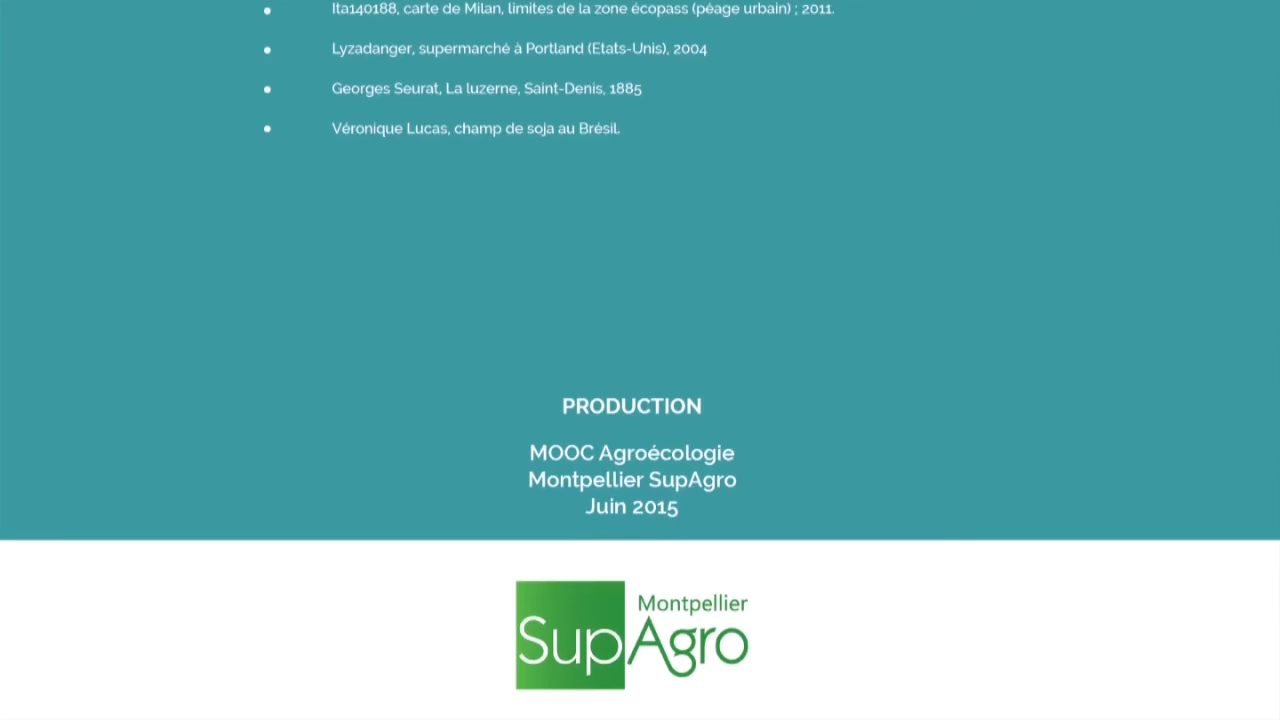 Ita140188, carte de Milan, limites de la zone écopass (péage urbain) ; 2011.
Lyzadanger, supermarché à Portland (Etats-Unis), 2004
Georges Seurat, La luzerne, Saint-Denis, 1885
Véronique Lucas, champ de soja au Brésil.
PRODUCTION
MOOC Agroécologie
Montpellier SupAgro
Juin 2015
Montpellier
SupAgro